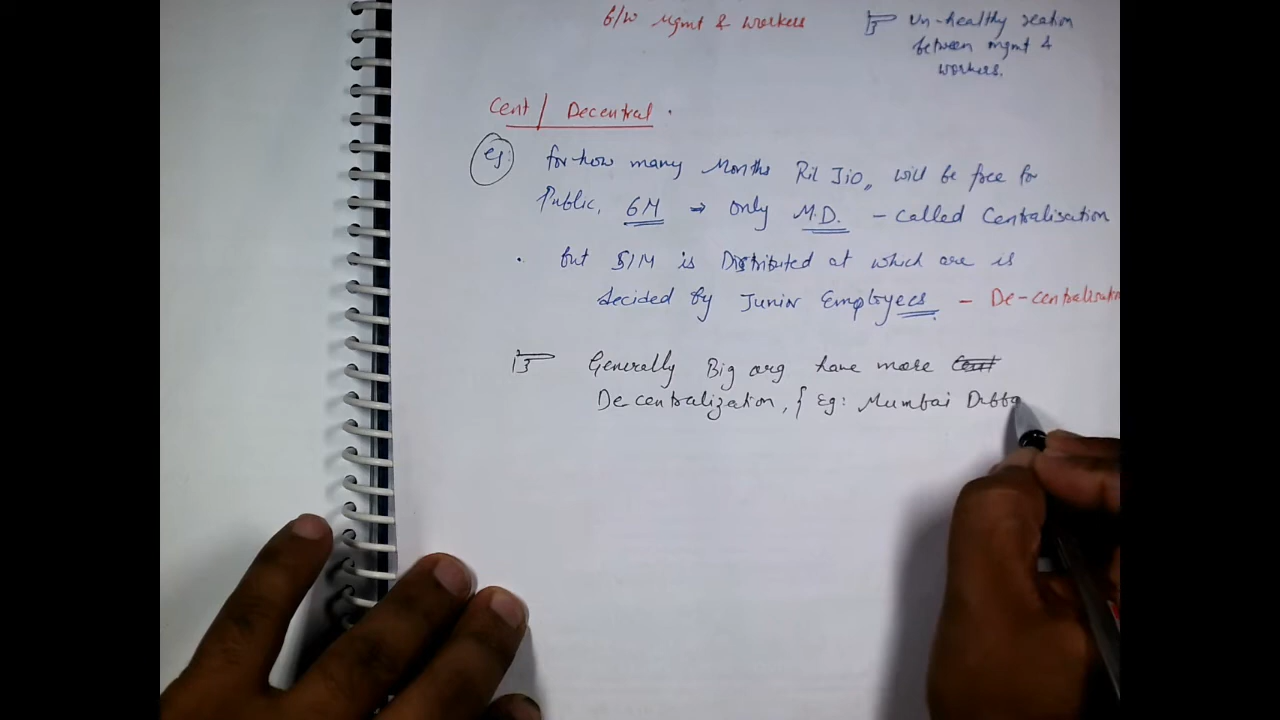 b/w mgmt & workers
☞ Un-healthy reation
between mgmt &
workers.
Cent / Decentral .
eg: for how many Months Ril Jio,, will be free for
Public, 6M → only M.D. - called Centralisation
. but SIM is Distributed at which are is
decided by Junior Employees - De-centralisation
☞ Generally Big org have more Cent
Decentralization, { Eg: Mumbai Dabba